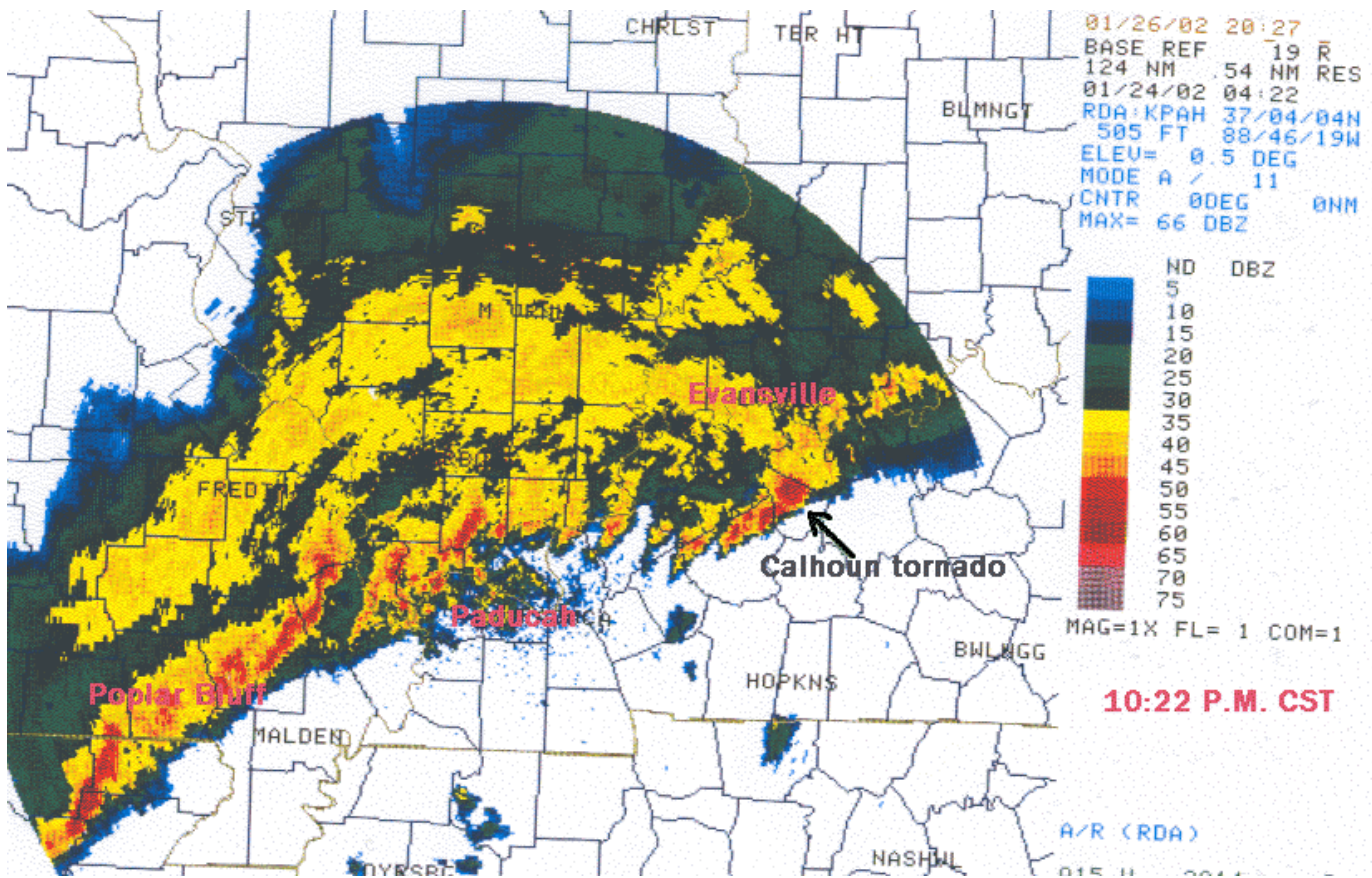 CHRLST
TER HT
BLMNGT
ST
FREDT
Evansville
Calhoun tornado
Paducah
Poplar Bluff
MALDEN
HOPKNS
BWLNGG
DYRSBC
NASHWL
01/26/02 20:27
BASE REF 19 R
124 NM .54 NM RES
01/24/02 04:22
RDA:KPAH 37/04/04N
505 FT 88/46/19W
ELEV= 0.5 DEG
MODE A / 11
CNTR 0DEG 0NM
MAX= 66 DBZ
ND DBZ
5
10
15
20
25
30
35
40
45
50
55
60
65
70
75
MAG=1X FL= 1 COM=1
10:22 P.M. CST
A/R (RDA)